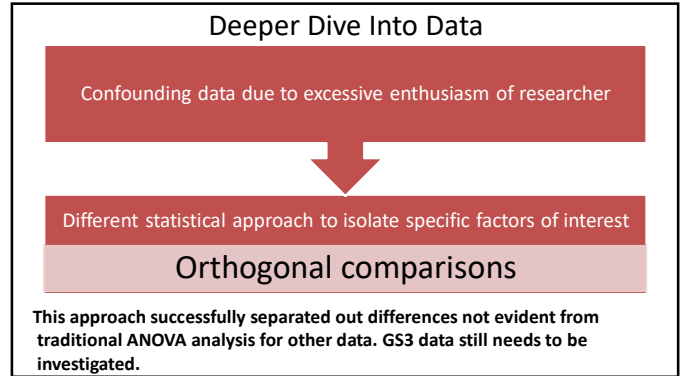 Deeper Dive Into Data
Confounding data due to excessive enthusiasm of researcher
Different statistical approach to isolate specific factors of interest
Orthogonal comparisons
This approach successfully separated out differences not evident from
traditional ANOVA analysis for other data. GS3 data still needs to be
investigated.